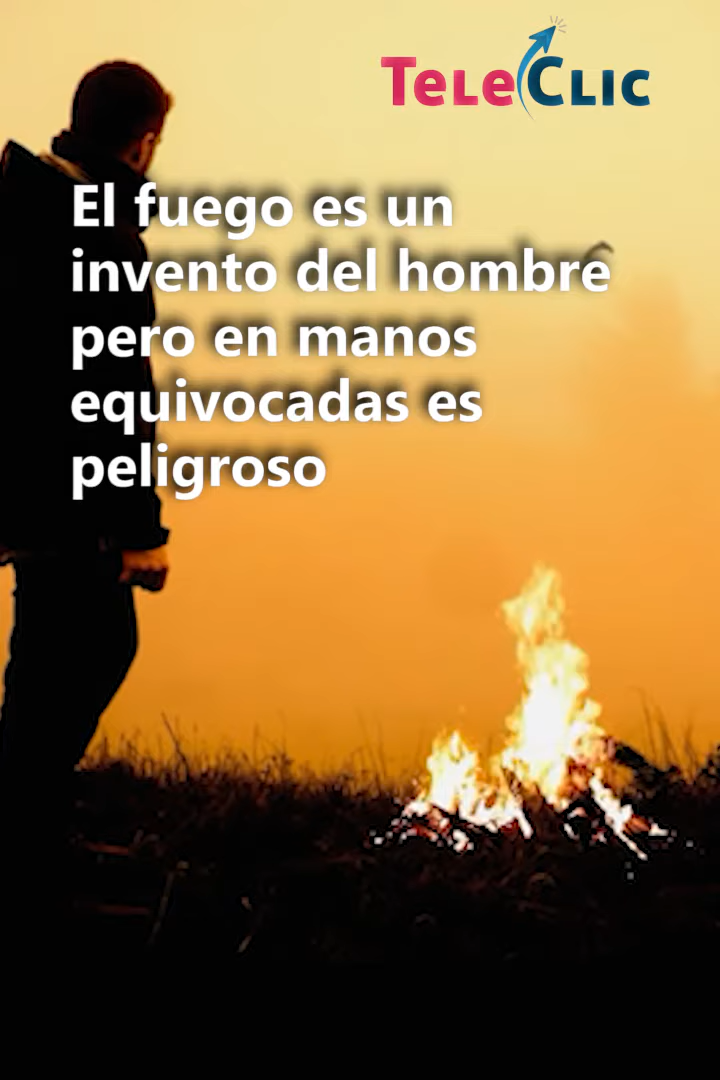 TELECLIC
El fuego es un
invento del hombre
pero en manos
equivocadas es
peligroso